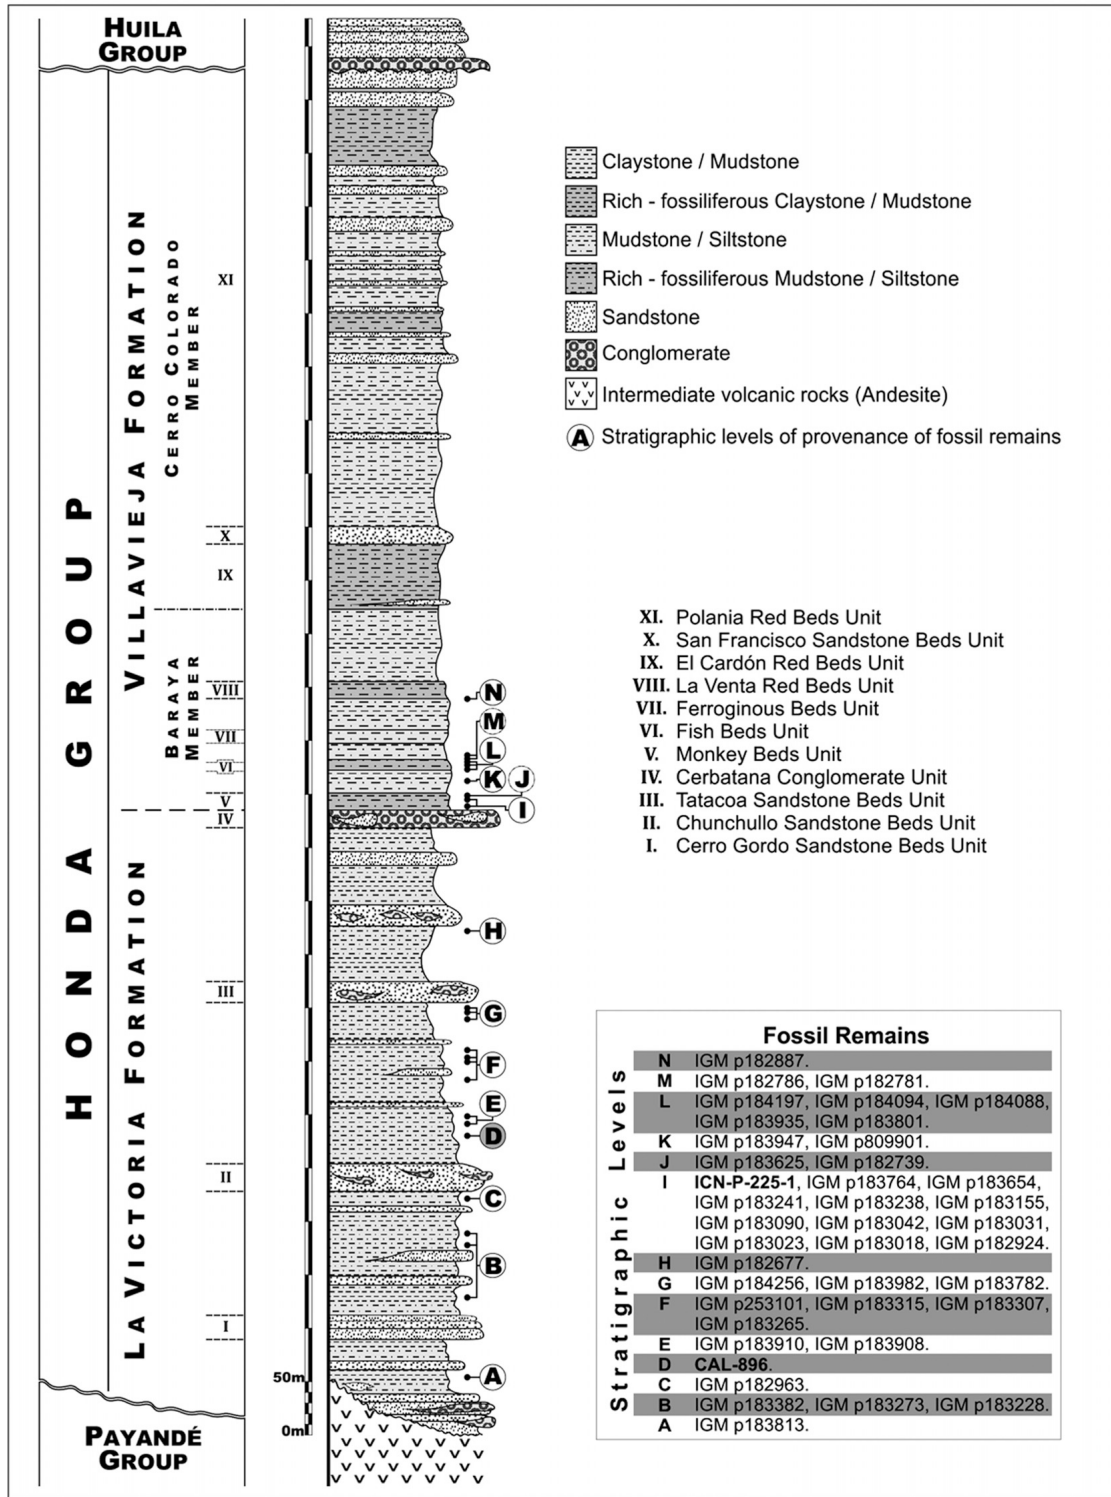 HUILA
GROUP
HONDA GROUP
VILLAVIEJA FORMATION
CERRO COLORADO
MEMBER
BARAYA
MEMBER
LA VICTORIA FORMATION
XI
X
IX
VIII
VII
VI
V
IV
III
II
I
PAYANDÉ
GROUP
50m
0m
N
M
L
K J
I
H
G
F
E
D
C
B
A
Claystone / Mudstone
Rich - fossiliferous Claystone / Mudstone
Mudstone / Siltstone
Rich - fossiliferous Mudstone / Siltstone
Sandstone
Conglomerate
Intermediate volcanic rocks (Andesite)
A Stratigraphic levels of provenance of fossil remains
XI. Polania Red Beds Unit
X. San Francisco Sandstone Beds Unit
IX. El Cardón Red Beds Unit
VIII. La Venta Red Beds Unit
VII. Ferroginous Beds Unit
VI. Fish Beds Unit
V. Monkey Beds Unit
IV. Cerbatana Conglomerate Unit
III. Tatacoa Sandstone Beds Unit
II. Chunchullo Sandstone Beds Unit
I. Cerro Gordo Sandstone Beds Unit
Fossil Remains
Stratigraphic Levels
N IGM p182887.
M IGM p182786, IGM p182781.
L IGM p184197, IGM p184094, IGM p184088,
IGM p183935, IGM p183801.
K IGM p183947, IGM p809901.
J IGM p183625, IGM p182739.
I ICN-P-225-1, IGM p183764, IGM p183654,
IGM p183241, IGM p183238, IGM p183155,
IGM p183090, IGM p183042, IGM p183031,
IGM p183023, IGM p183018, IGM p182924.
H IGM p182677.
G IGM p184256, IGM p183982, IGM p183782.
F IGM p253101, IGM p183315, IGM p183307,
IGM p183265.
E IGM p183910, IGM p183908.
D CAL-896.
C IGM p182963.
B IGM p183382, IGM p183273, IGM p183228.
A IGM p183813.